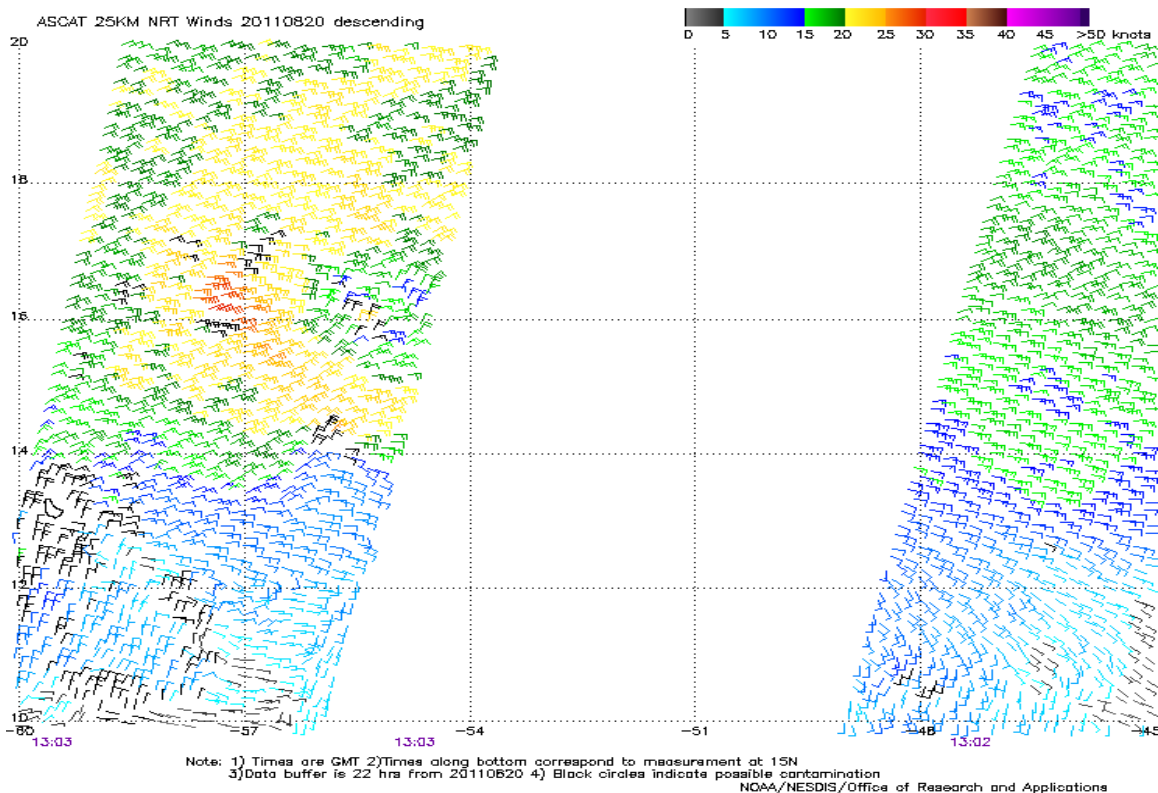 ASCAT 25KM NRT Winds 20110820 descending
0 5 10 15 20 25 30 35 40 45 >50 knots
20
18
16
14
12
10
-60 -57 -54 -51 -48 -45
13:03 13:03 13:02
Note: 1) Times are GMT 2)Times along bottom correspond to measurement at 15N
3)Data buffer is 22 hrs from 20110820 4) Black circles indicate possible contamination
NOAA/NESDIS/Office of Research and Applications